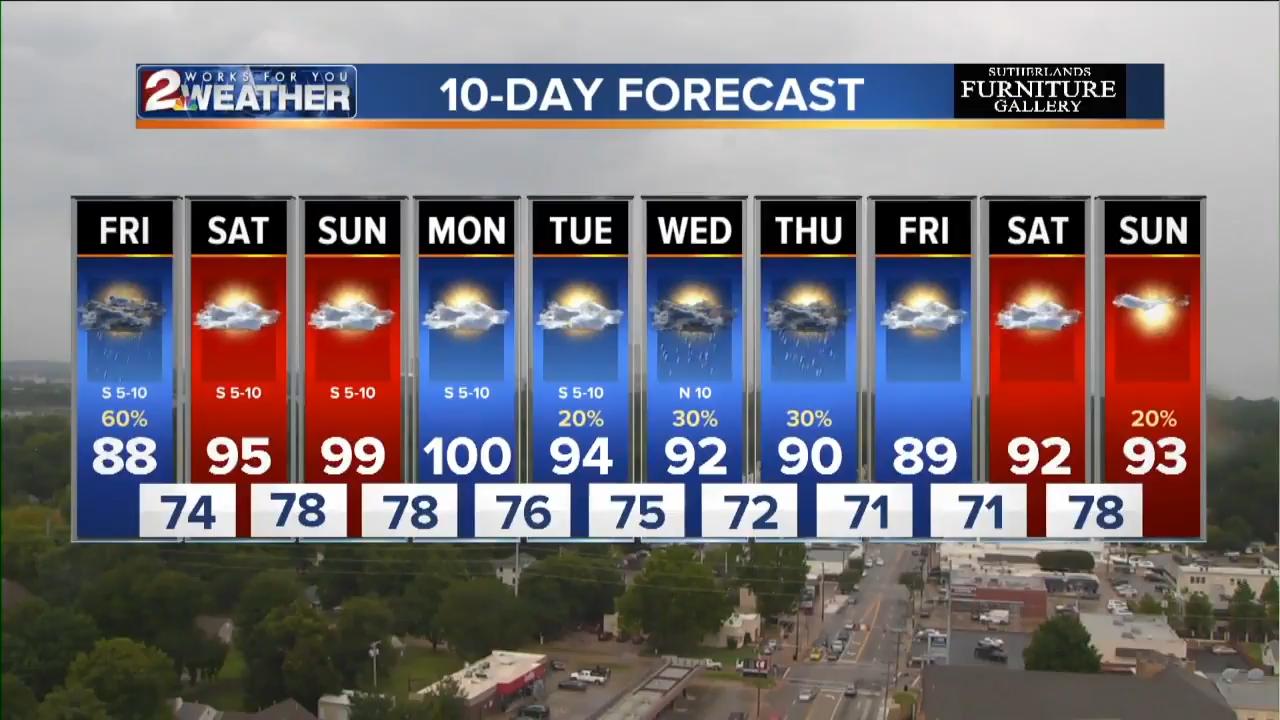 2 WORKS FOR YOU
WEATHER
10-DAY FORECAST
SUTHERLANDS
FURNITURE
GALLERY
FRI SAT SUN MON TUE WED THU FRI SAT SUN
S 5-10 S 5-10 S 5-10 S 5-10 S 5-10 N 10
60% 20% 30% 30% 20%
88 95 99 100 94 92 90 89 92 93
74 78 78 76 75 72 71 71 78